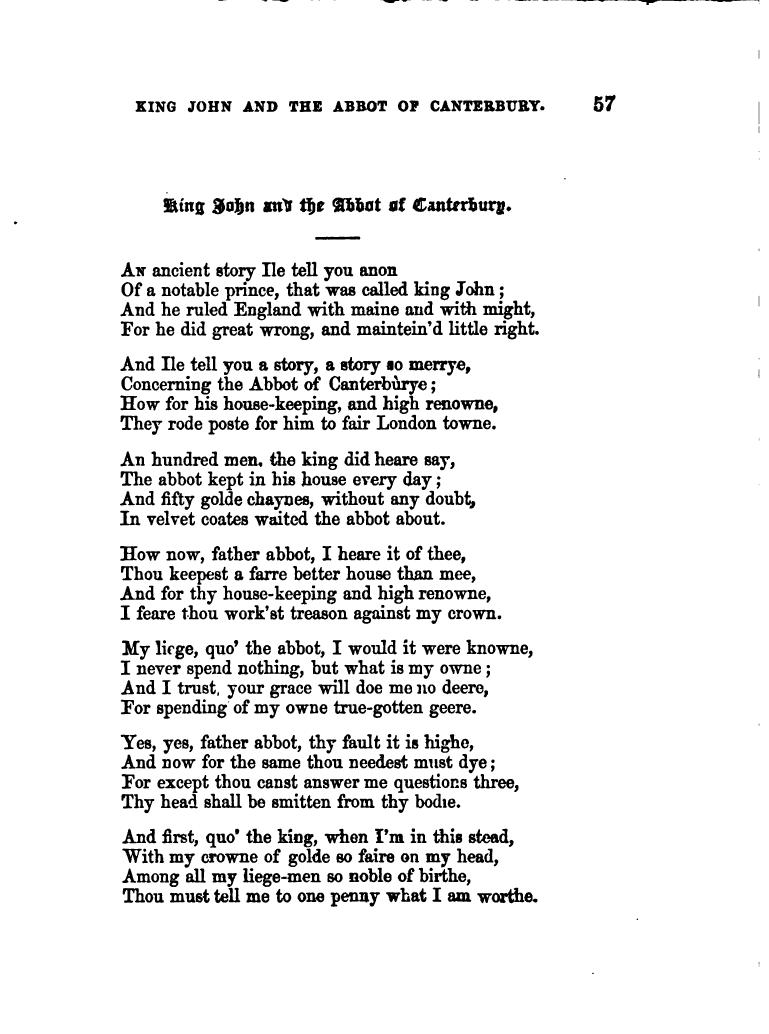 KING JOHN AND THE ABBOT OF CANTERBURY. 57
King John and the Abbot of Canterbury.
AN ancient story Ile tell you anon
Of a notable prince, that was called king John;
And he ruled England with maine and with might,
For he did great wrong, and maintein'd little right.
And Ile tell you a story, a story so merrye,
Concerning the Abbot of Canterbùrye;
How for his house-keeping, and high renowne,
They rode poste for him to fair London towne.
An hundred men, the king did heare say,
The abbot kept in his house every day;
And fifty golde chaynes, without any doubt,
In velvet coates waited the abbot about.
How now, father abbot, I heare it of thee,
Thou keepest a farre better house than mee,
And for thy house-keeping and high renowne,
I feare thou work'st treason against my crown.
My liege, quo' the abbot, I would it were knowne,
I never spend nothing, but what is my owne;
And I trust, your grace will doe me no deere,
For spending of my owne true-gotten geere.
Yes, yes, father abbot, thy fault it is highe,
And now for the same thou needest must dye;
For except thou canst answer me questions three,
Thy head shall be smitten from thy bodie.
And first, quo' the king, when I'm in this stead,
With my crowne of golde so faire on my head,
Among all my liege-men so noble of birthe,
Thou must tell me to one penny what I am worthe.